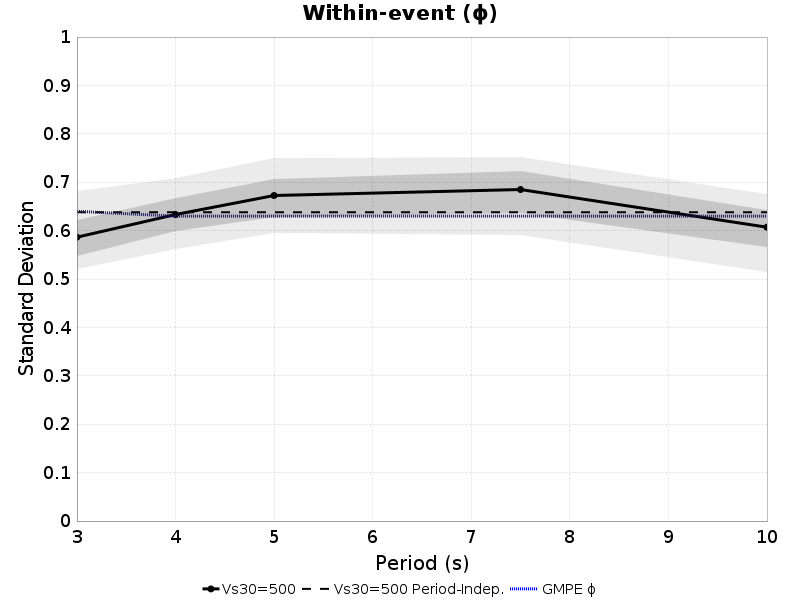 Within-event (ϕ)
1
0.9
0.8
0.7
0.6
0.5
0.4
0.3
0.2
0.1
0
Standard Deviation
3 4 5 6 7 8 9 10
Period (s)
Vs30=500 Vs30=500 Period-Indep. GMPE ϕ